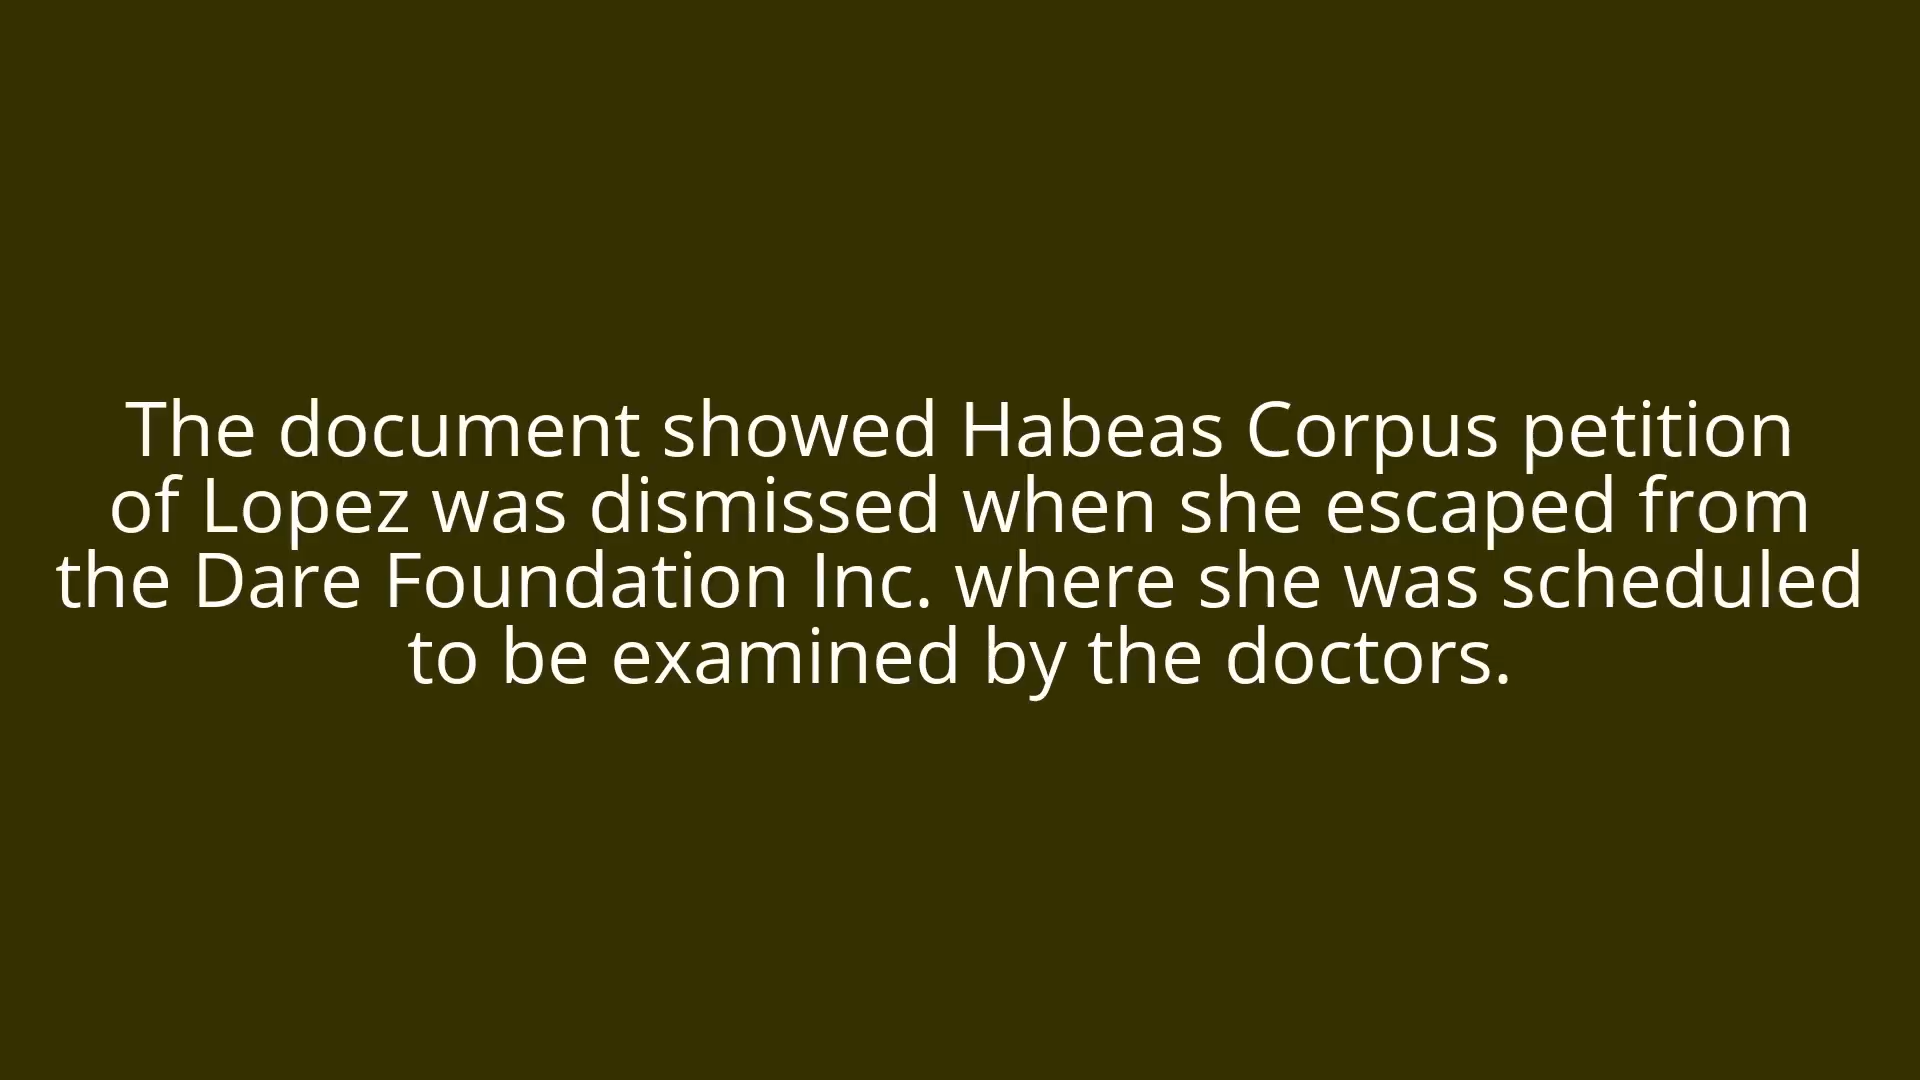 The document showed Habeas Corpus petition
of Lopez was dismissed when she escaped from
the Dare Foundation Inc. where she was scheduled
to be examined by the doctors.